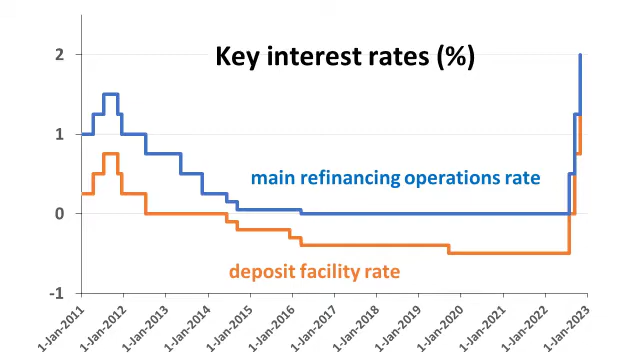 Key interest rates (%)
2
1
0
-1
main refinancing operations rate
deposit facility rate
1-Jan-2011
1-Jan-2012
1-Jan-2013
1-Jan-2014
1-Jan-2015
1-Jan-2016
1-Jan-2017
1-Jan-2018
1-Jan-2019
1-Jan-2020
1-Jan-2021
1-Jan-2022
1-Jan-2023